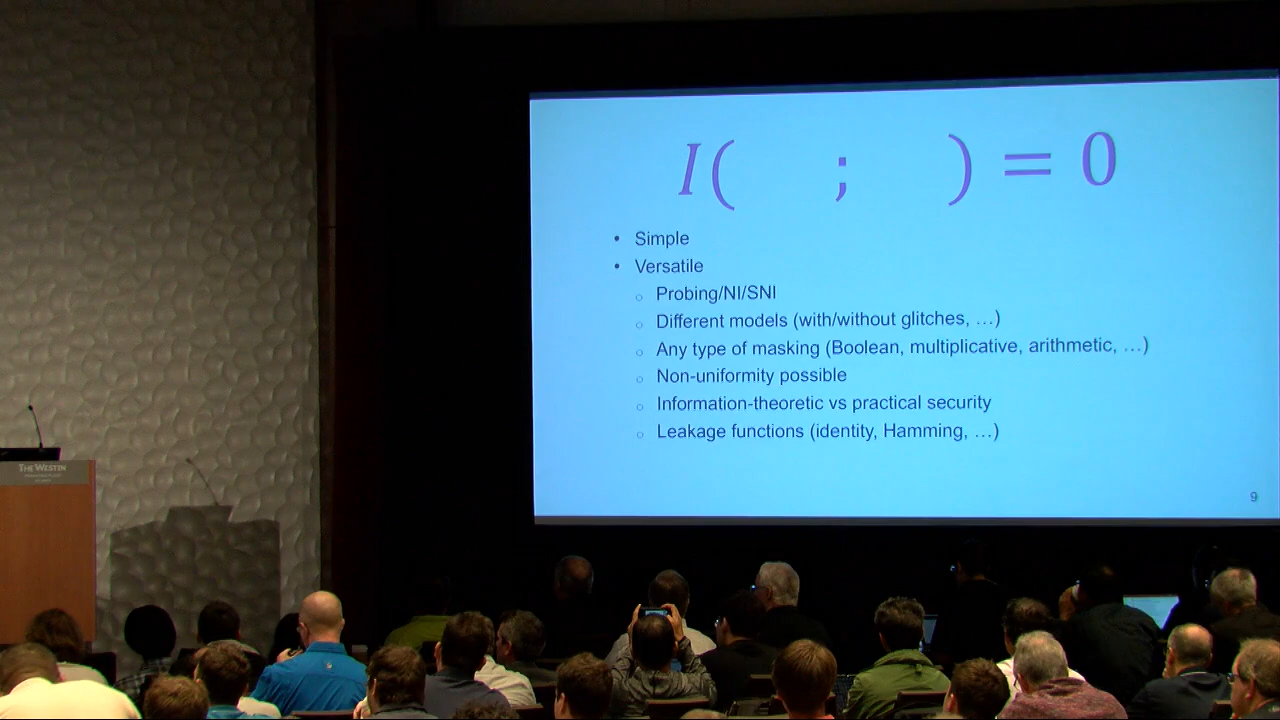 I( ; ) = 0
• Simple
• Versatile
o Probing/NI/SNI
o Different models (with/without glitches, …)
o Any type of masking (Boolean, multiplicative, arithmetic, …)
o Non-uniformity possible
o Information-theoretic vs practical security
o Leakage functions (identity, Hamming, …)
9
THE WESTIN